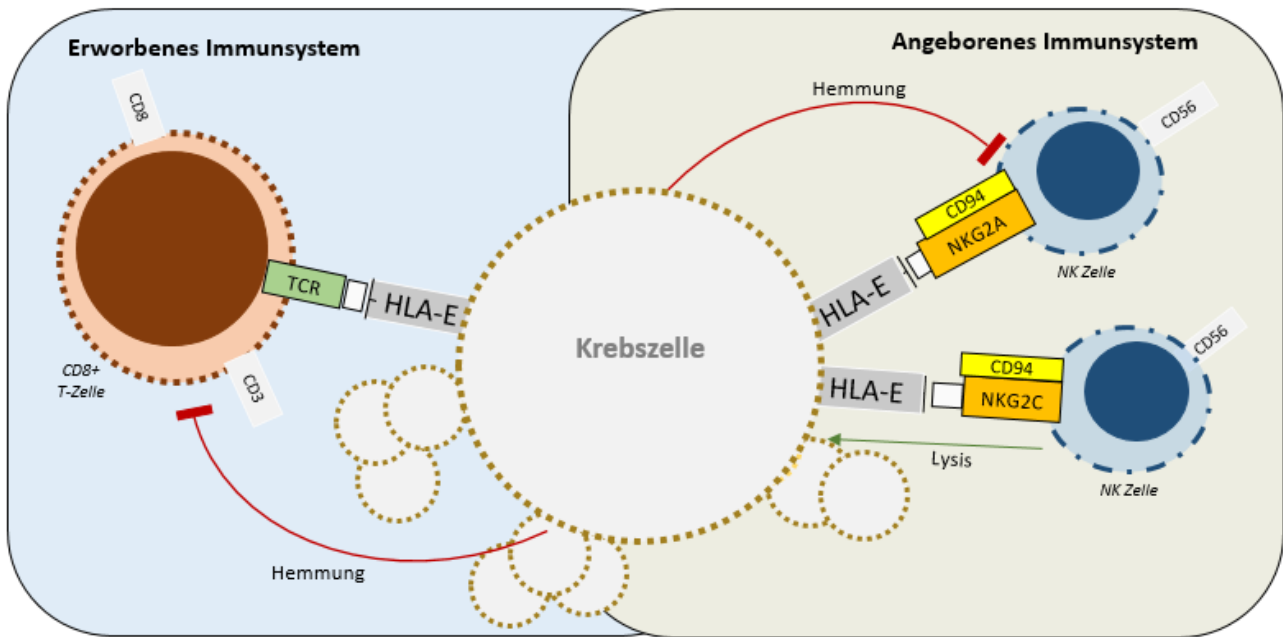 Erworbenes Immunsystem
Angeborenes Immunsystem
Hemmung
CD8
CD56
CD94
NKG2A
NK Zelle
HLA-E
TCR
HLA-E
Krebszelle
CD8+
T-Zelle
CD3
CD56
CD94
NKG2C
HLA-E
Lysis
NK Zelle
Hemmung